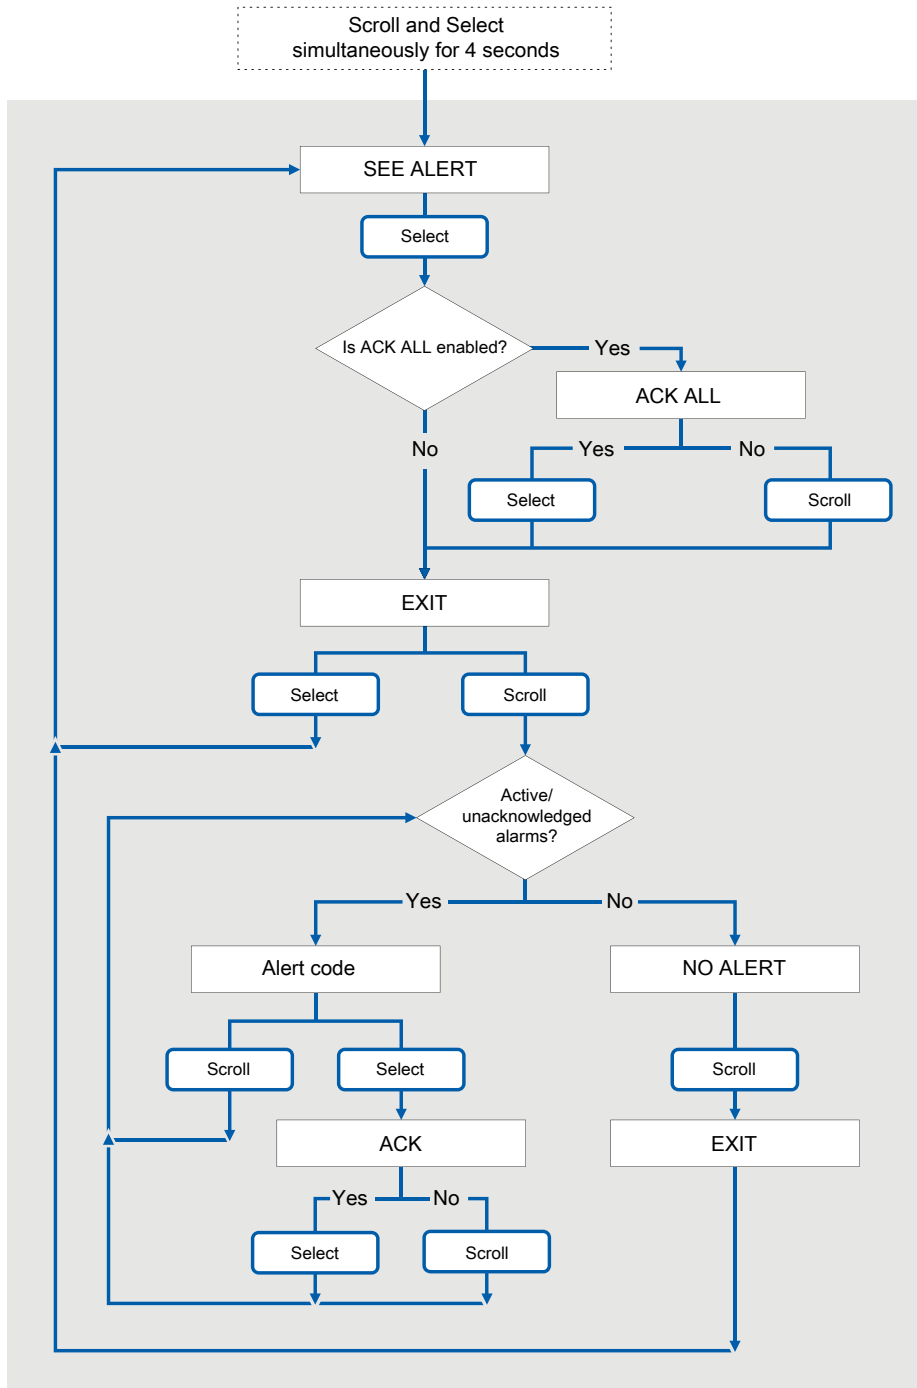 Scroll and Select
simultaneously for 4 seconds
SEE ALERT
Select
Is ACK ALL enabled?
Yes
ACK ALL
No
Yes
No
Select
Scroll
EXIT
Select
Scroll
Active/
unacknowledged
alarms?
Yes
No
Alert code
NO ALERT
Scroll
Select
Scroll
ACK
EXIT
Yes
No
Select
Scroll